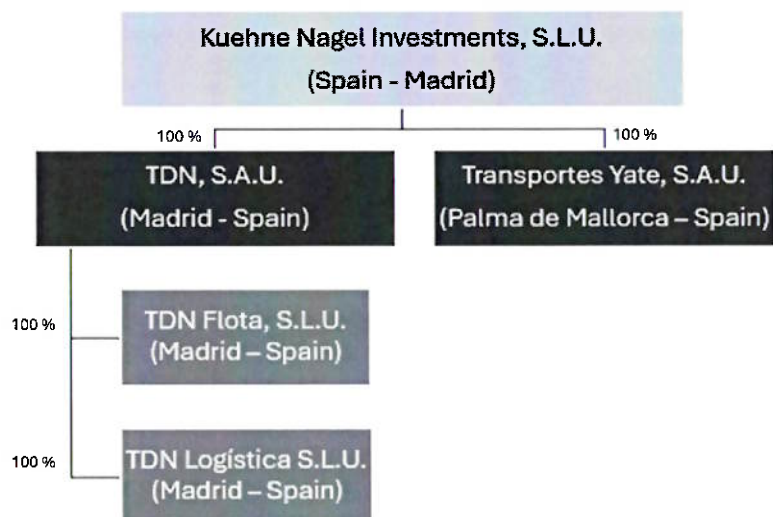 Kuehne Nagel Investments, S.L.U.
(Spain - Madrid)
100 %
100 %
TDN, S.A.U.
(Madrid - Spain)
Transportes Yate, S.A.U.
(Palma de Mallorca – Spain)
100 %
TDN Flota, S.L.U.
(Madrid – Spain)
100 %
TDN Logística S.L.U.
(Madrid – Spain)